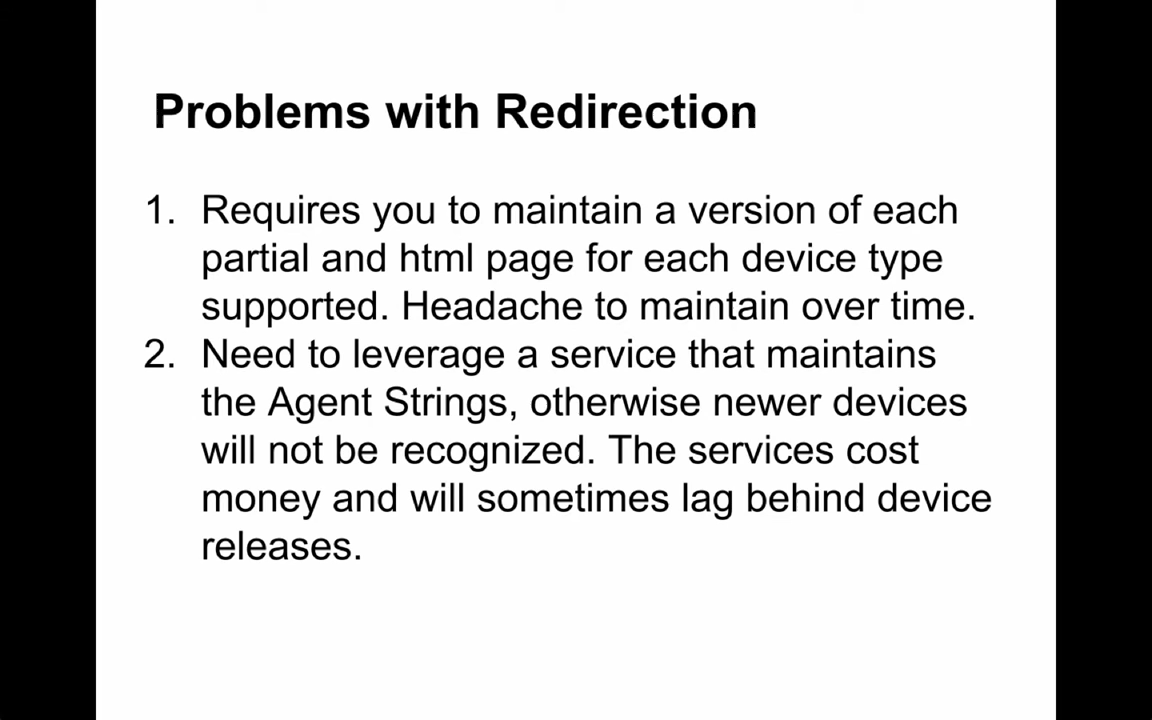 Problems with Redirection
1. Requires you to maintain a version of each
partial and html page for each device type
supported. Headache to maintain over time.
2. Need to leverage a service that maintains
the Agent Strings, otherwise newer devices
will not be recognized. The services cost
money and will sometimes lag behind device
releases.